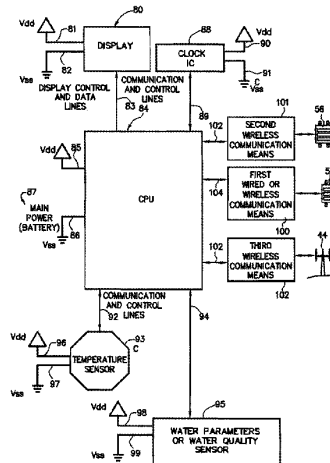 80
Vdd
81
DISPLAY
82
Vss
88
CLOCK
IC
Vdd
90
91
C
Vss
DISPLAY CONTROL
AND DATA
LINES
COMMUNICATION
AND CONTROL
LINES
83
84
89
102
101
SECOND
WIRELESS
COMMUNICATION
MEANS
56
Vdd
85
CPU
87
MAIN
POWER
(BATTERY)
86
Vss
104
FIRST
WIRED OR
WIRELESS
COMMUNICATION
MEANS
100
102
THIRD
WIRELESS
COMMUNICATION
MEANS
102
44
COMMUNICATION
AND CONTROL
LINES
92
94
Vdd
96
93
C
TEMPERATURE
SENSOR
97
Vss
Vdd
98
95
99
Vss
WATER PARAMETERS
OR WATER QUALITY
SENSOR